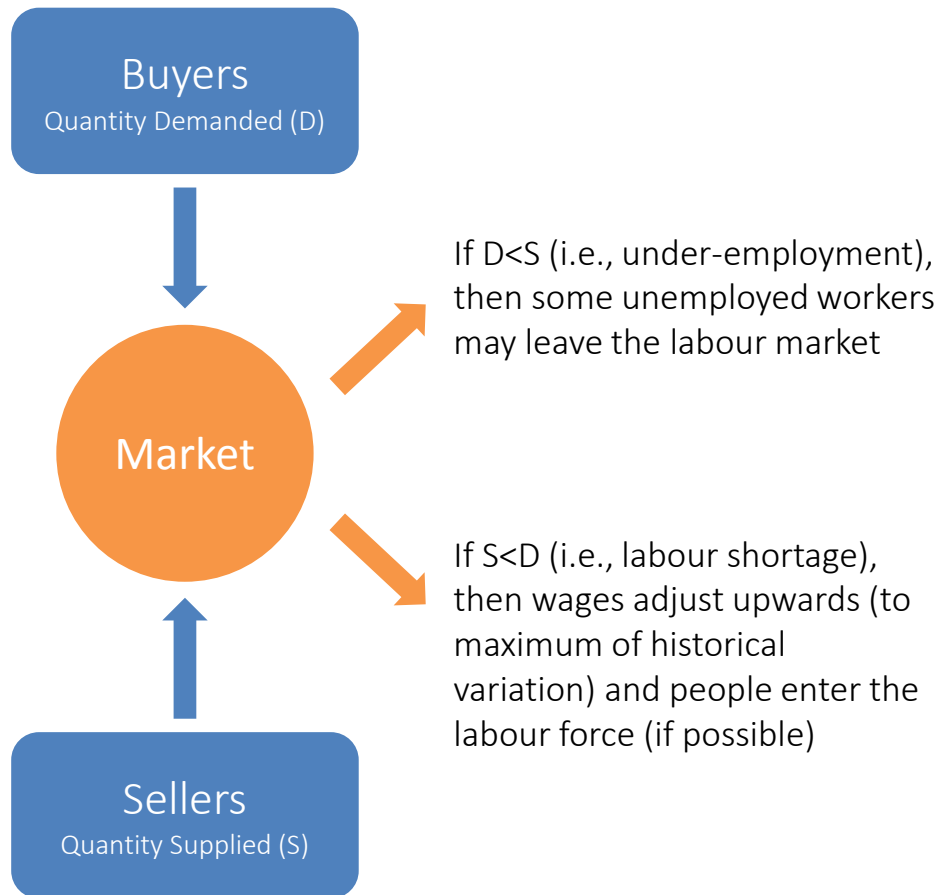 Buyers
Quantity Demanded (D)
If D<S (i.e., under-employment),
then some unemployed workers
may leave the labour market
Market
If S<D (i.e., labour shortage),
then wages adjust upwards (to
maximum of historical
variation) and people enter the
labour force (if possible)
Sellers
Quantity Supplied (S)